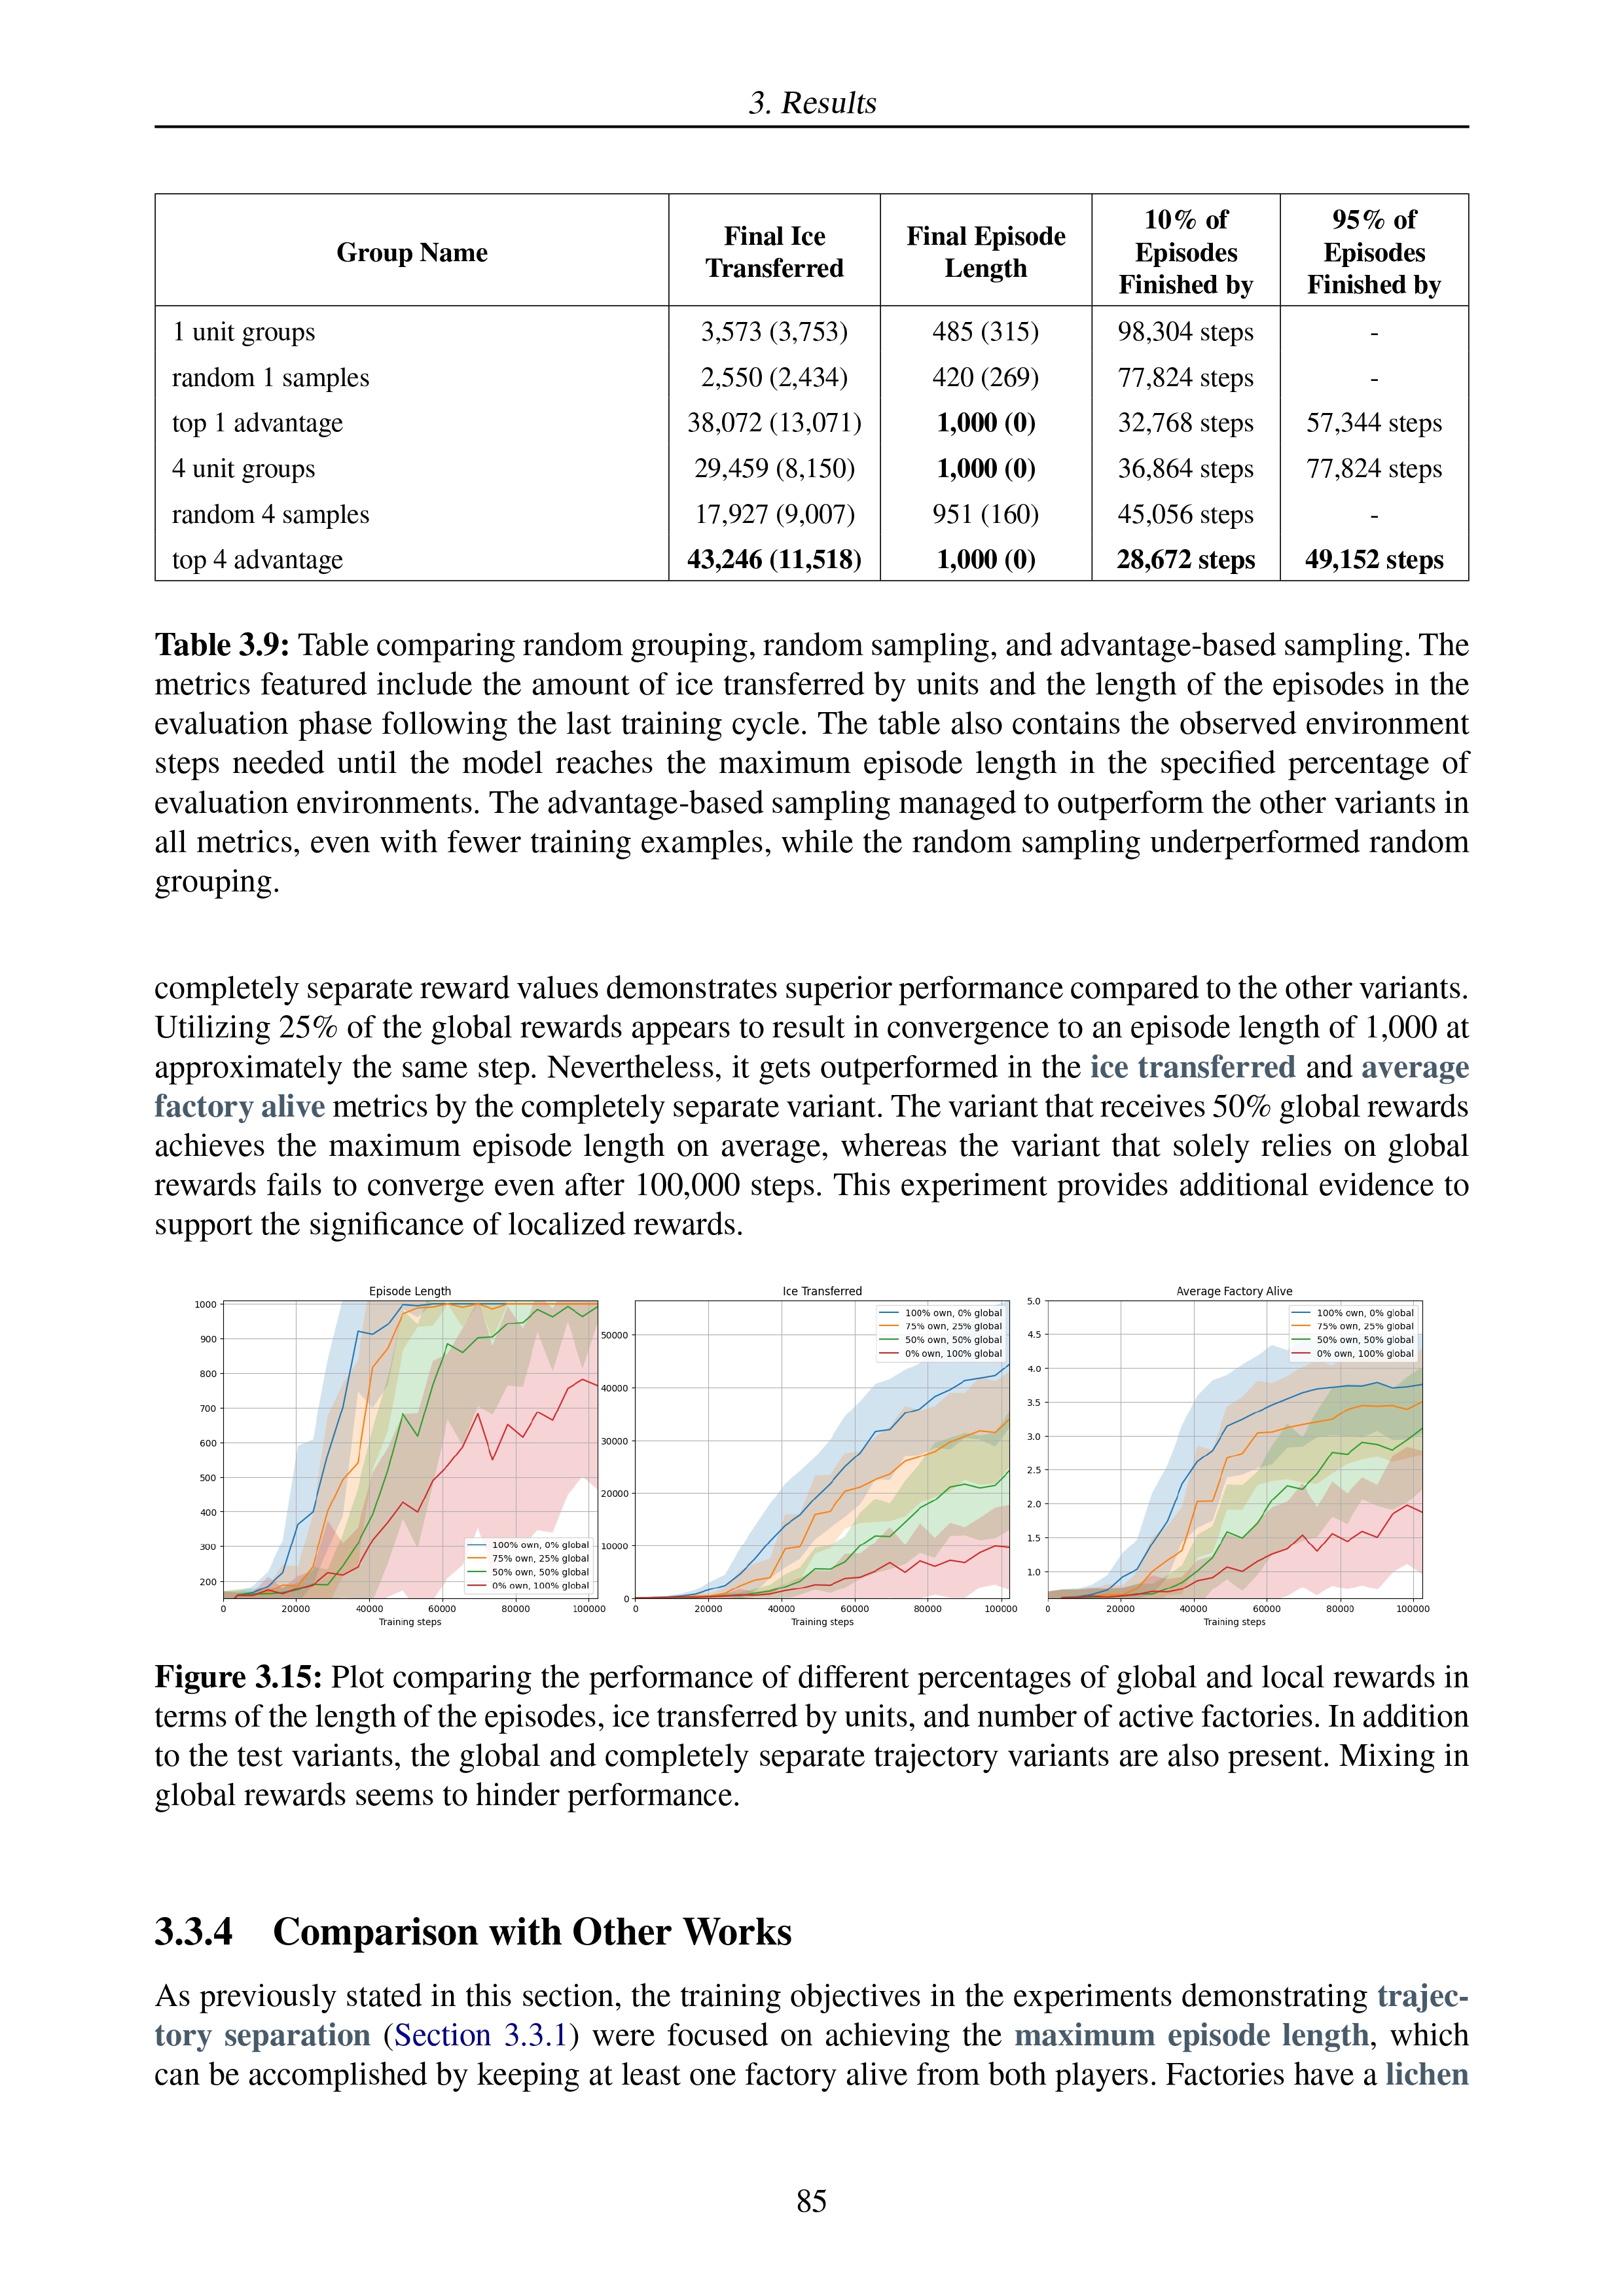 3. Results
Group Name
Final Ice
Transferred
Final Episode
Length
10% of
Episodes
Finished by
95% of
Episodes
Finished by
1 unit groups 3,573 (3,753) 485 (315) 98,304 steps -
random 1 samples 2,550 (2,434) 420 (269) 77,824 steps -
top 1 advantage 38,072 (13,071) 1,000 (0) 32,768 steps 57,344 steps
4 unit groups 29,459 (8,150) 1,000 (0) 36,864 steps 77,824 steps
random 4 samples 17,927 (9,007) 951 (160) 45,056 steps -
top 4 advantage 43,246 (11,518) 1,000 (0) 28,672 steps 49,152 steps
Table 3.9: Table comparing random grouping, random sampling, and advantage-based sampling. The
metrics featured include the amount of ice transferred by units and the length of the episodes in the
evaluation phase following the last training cycle. The table also contains the observed environment
steps needed until the model reaches the maximum episode length in the specified percentage of
evaluation environments. The advantage-based sampling managed to outperform the other variants in
all metrics, even with fewer training examples, while the random sampling underperformed random
grouping.
completely separate reward values demonstrates superior performance compared to the other variants.
Utilizing 25% of the global rewards appears to result in convergence to an episode length of 1,000 at
approximately the same step. Nevertheless, it gets outperformed in the ice transferred and average
factory alive metrics by the completely separate variant. The variant that receives 50% global rewards
achieves the maximum episode length on average, whereas the variant that solely relies on global
rewards fails to converge even after 100,000 steps. This experiment provides additional evidence to
support the significance of localized rewards.
Episode Length
1000
900
800
700
600
500
400
300
200
0 20000 40000 60000 80000 100000
Training steps
100% own, 0% global
75% own, 25% global
50% own, 50% global
0% own, 100% global
Ice Transferred
50000
40000
30000
20000
10000
0
0 20000 40000 60000 80000 100000
Training steps
100% own, 0% global
75% own, 25% global
50% own, 50% global
0% own, 100% global
Average Factory Alive
5.0
4.5
4.0
3.5
3.0
2.5
2.0
1.5
1.0
0 20000 40000 60000 80000 100000
Training steps
100% own, 0% global
75% own, 25% global
50% own, 50% global
0% own, 100% global
Figure 3.15: Plot comparing the performance of different percentages of global and local rewards in
terms of the length of the episodes, ice transferred by units, and number of active factories. In addition
to the test variants, the global and completely separate trajectory variants are also present. Mixing in
global rewards seems to hinder performance.
3.3.4 Comparison with Other Works
As previously stated in this section, the training objectives in the experiments demonstrating trajec-
tory separation (Section 3.3.1) were focused on achieving the maximum episode length, which
can be accomplished by keeping at least one factory alive from both players. Factories have a lichen
85